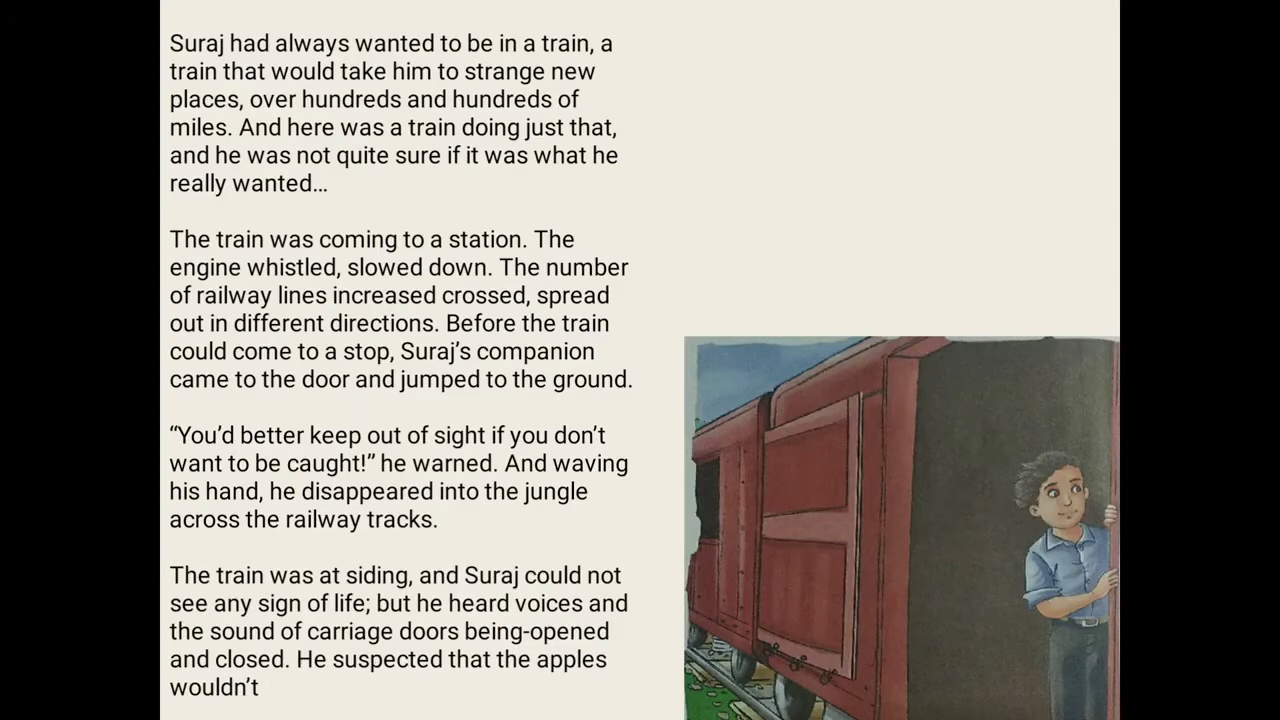 Suraj had always wanted to be in a train, a
train that would take him to strange new
places, over hundreds and hundreds of
miles. And here was a train doing just that,
and he was not quite sure if it was what he
really wanted…
The train was coming to a station. The
engine whistled, slowed down. The number
of railway lines increased crossed, spread
out in different directions. Before the train
could come to a stop, Suraj’s companion
came to the door and jumped to the ground.
“You’d better keep out of sight if you don’t
want to be caught!” he warned. And waving
his hand, he disappeared into the jungle
across the railway tracks.
The train was at siding, and Suraj could not
see any sign of life; but he heard voices and
the sound of carriage doors being-opened
and closed. He suspected that the apples
wouldn’t